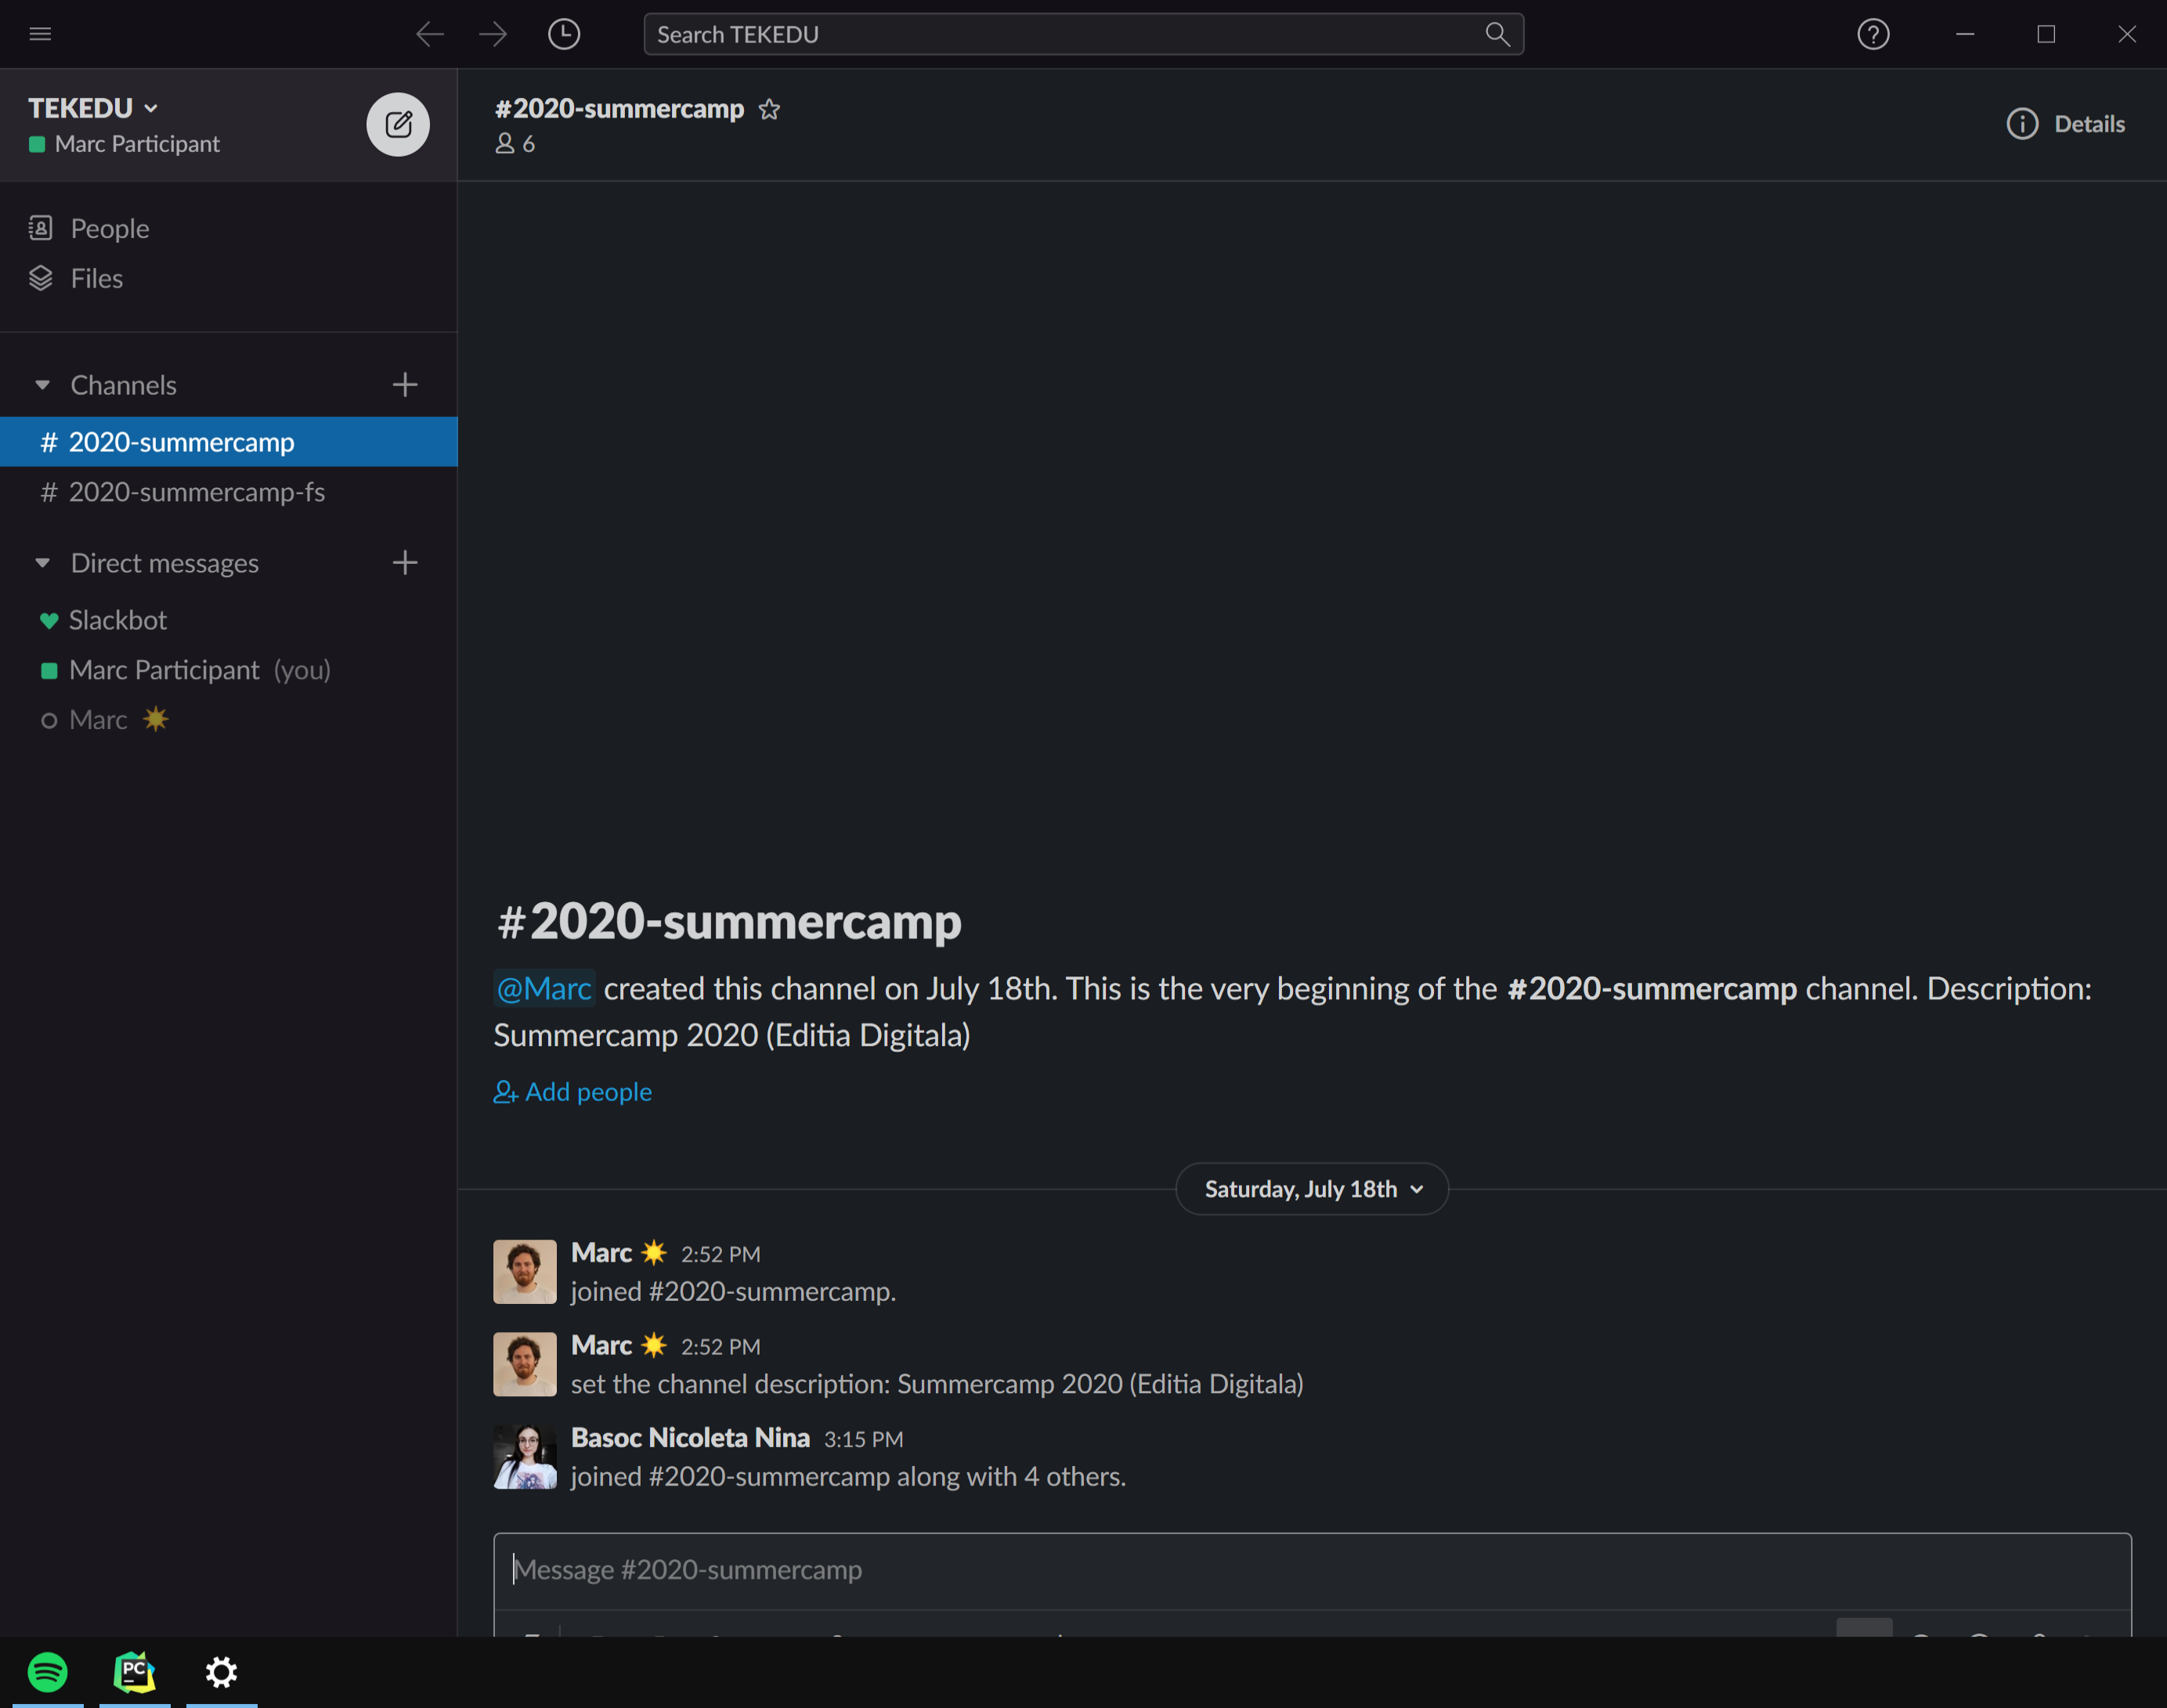 Search TEKEDU
TEKEDU
Marc Participant
People
Files
Channels
# 2020-summercamp
# 2020-summercamp-fs
Direct messages
Slackbot
Marc Participant (you)
Marc
#2020-summercamp
6
Details
#2020-summercamp
@Marc created this channel on July 18th. This is the very beginning of the #2020-summercamp channel. Description:
Summercamp 2020 (Editia Digitala)
Add people
Saturday, July 18th
Marc 2:52 PM
joined #2020-summercamp.
Marc 2:52 PM
set the channel description: Summercamp 2020 (Editia Digitala)
Basoc Nicoleta Nina 3:15 PM
joined #2020-summercamp along with 4 others.
Message #2020-summercamp
PC